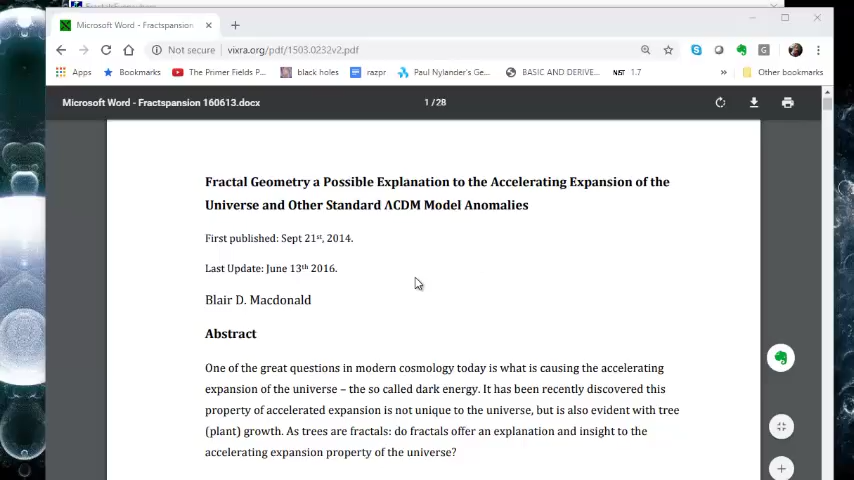 Microsoft Word - Fractspansion
Not secure | vixra.org/pdf/1503.0232v2.pdf
Apps Bookmarks The Primer Fields P... black holes razpr Paul Nylander's Ge... BASIC AND DERIVE... NIST 1.7 » Other bookmarks
Microsoft Word - Fractspansion 160613.docx 1 / 28
Fractal Geometry a Possible Explanation to the Accelerating Expansion of the
Universe and Other Standard ΛCDM Model Anomalies
First published: Sept 21st, 2014.
Last Update: June 13th 2016.
Blair D. Macdonald
Abstract
One of the great questions in modern cosmology today is what is causing the accelerating
expansion of the universe – the so called dark energy. It has been recently discovered this
property of accelerated expansion is not unique to the universe, but is also evident with tree
(plant) growth. As trees are fractals: do fractals offer an explanation and insight to the
accelerating expansion property of the universe?